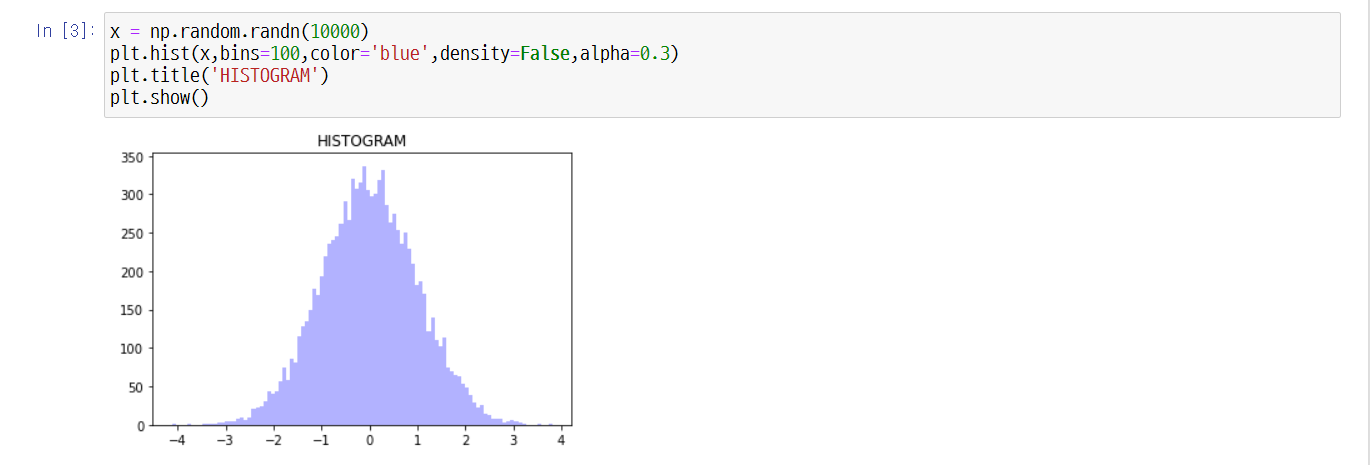 In [3]:
x = np.random.randn(10000)
plt.hist(x,bins=100,color='blue',density=False,alpha=0.3)
plt.title('HISTOGRAM')
plt.show()
HISTOGRAM
350
300
250
200
150
100
50
0
−4 −3 −2 −1 0 1 2 3 4